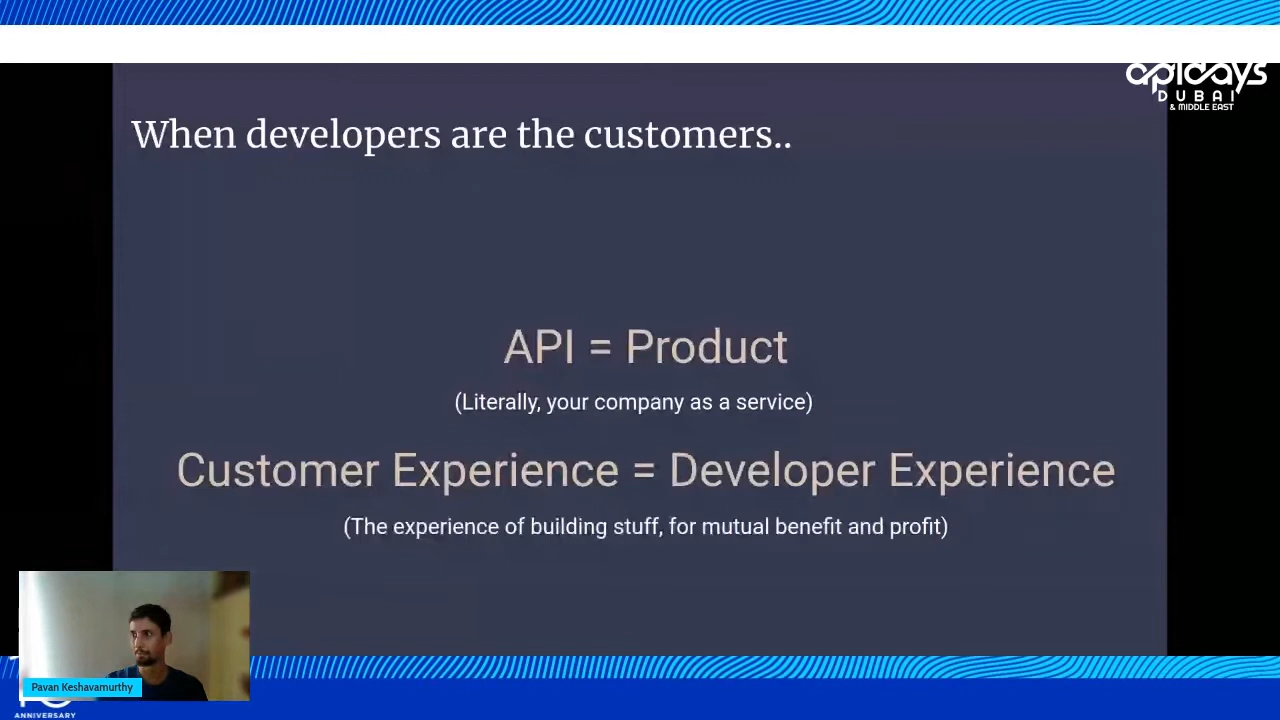 apidays
DUBAI
& MIDDLE EAST
When developers are the customers..
API = Product
(Literally, your company as a service)
Customer Experience = Developer Experience
(The experience of building stuff, for mutual benefit and profit)
Pavan Keshavamurthy
ANNIVERSARY